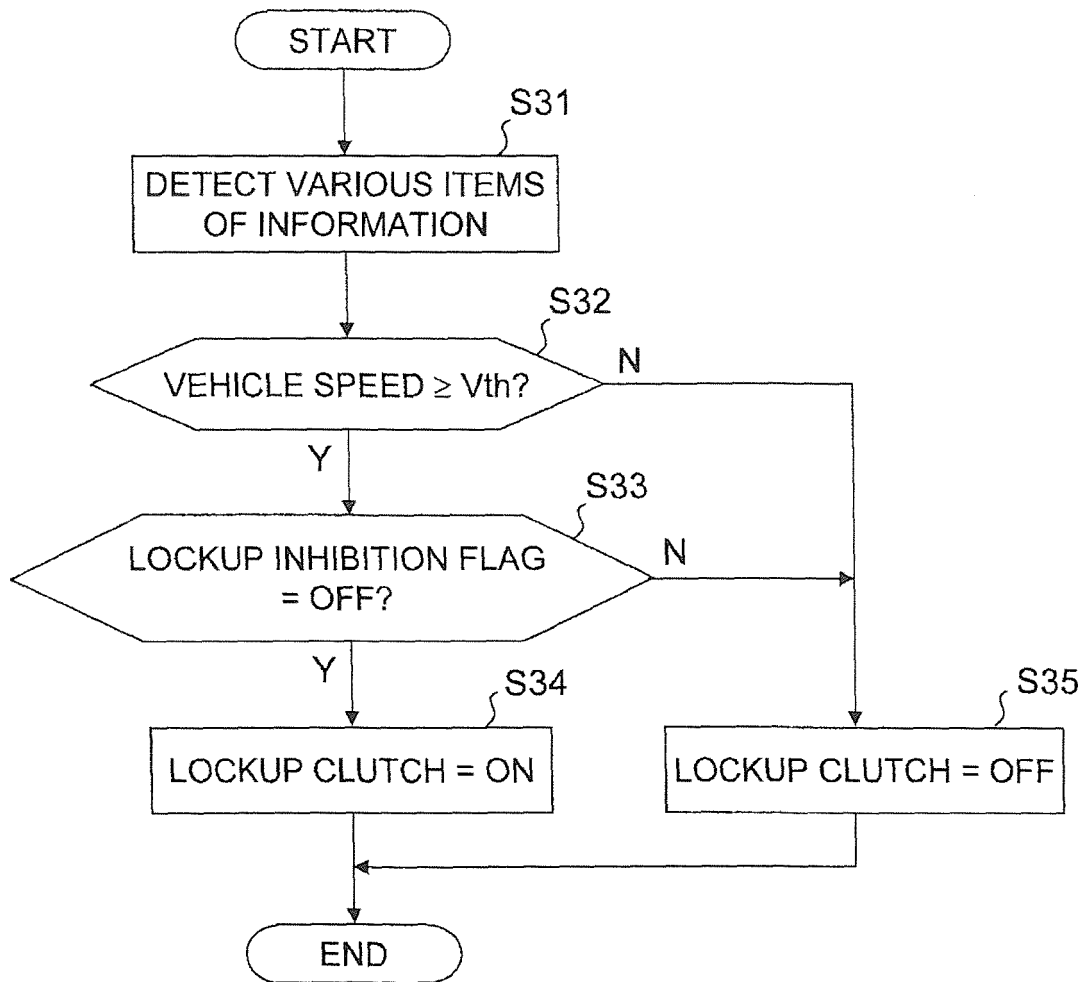 START
S31
DETECT VARIOUS ITEMS
OF INFORMATION
S32
VEHICLE SPEED ≥ Vth?
N
Y
S33
LOCKUP INHIBITION FLAG
= OFF?
N
Y
S34
LOCKUP CLUTCH = ON
S35
LOCKUP CLUTCH = OFF
END